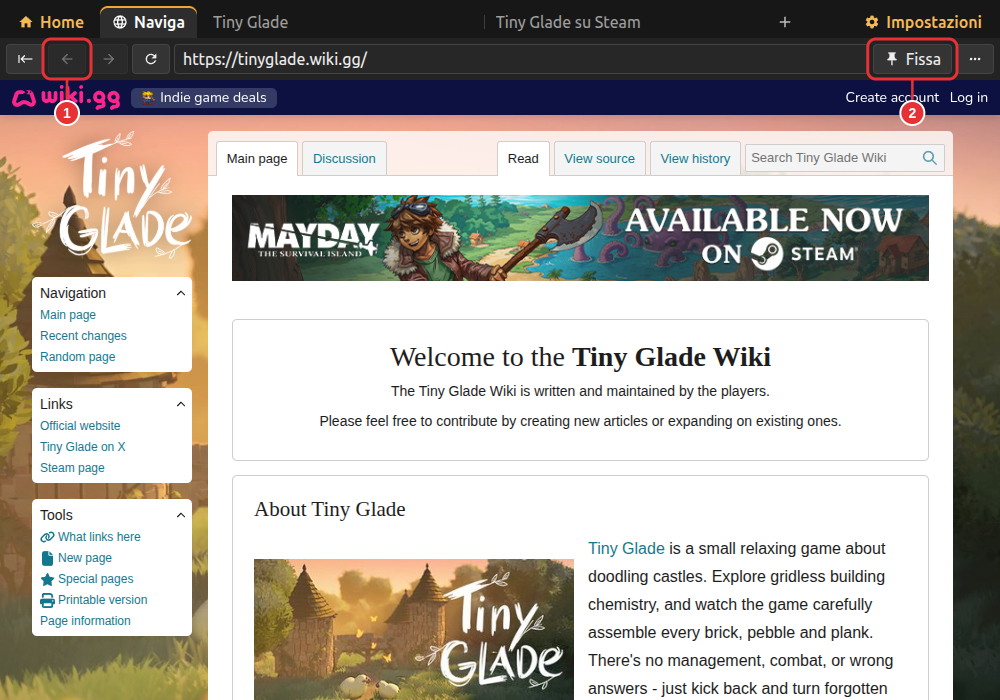 Home
Naviga
Tiny Glade
Tiny Glade su Steam
+
Impostazioni
https://tinyglade.wiki.gg/
Fissa
...
wiki.gg
Indie game deals
Create account
Log in
1
2
Tiny
GLADE
Main page
Discussion
Read
View source
View history
Search Tiny Glade Wiki
MAYDAY
THE SURVIVAL ISLAND
AVAILABLE NOW
ON STEAM
Navigation
Main page
Recent changes
Random page
Links
Official website
Tiny Glade on X
Steam page
Tools
What links here
New page
Special pages
Printable version
Page information
Welcome to the Tiny Glade Wiki
The Tiny Glade Wiki is written and maintained by the players.
Please feel free to contribute by creating new articles or expanding on existing ones.
About Tiny Glade
Tiny
GLADE
Tiny Glade is a small relaxing game about
doodling castles. Explore gridless building
chemistry, and watch the game carefully
assemble every brick, pebble and plank.
There's no management, combat, or wrong
answers - just kick back and turn forgotten